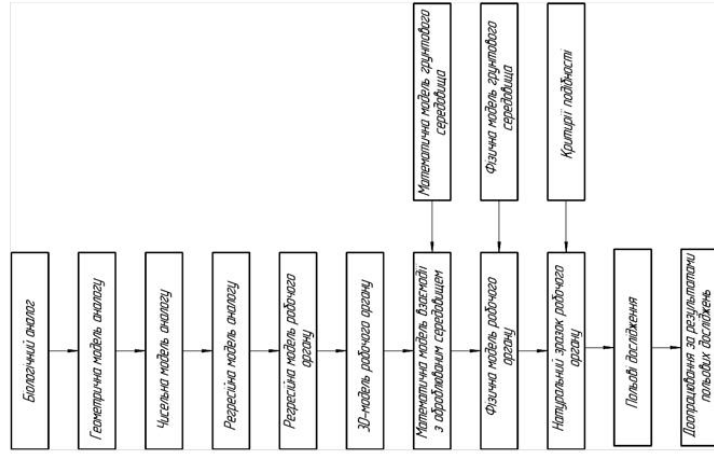 Біологічний аналог
Геометрична модель аналогу
Чисельна модель аналогу
Регресійна модель аналогу
Регресійна модель робочого
органу
3D-модель робочого органу
Математична модель взаємодії
з оброблюваним середовищем
Математична модель грунтового
середовища
Фізична модель робочого
органу
Фізична модель грунтового
середовища
Натуральний зразок робочого
органу
Критерії подібності
Польові дослідження
Доопрацювання за результатами
польових досліджень